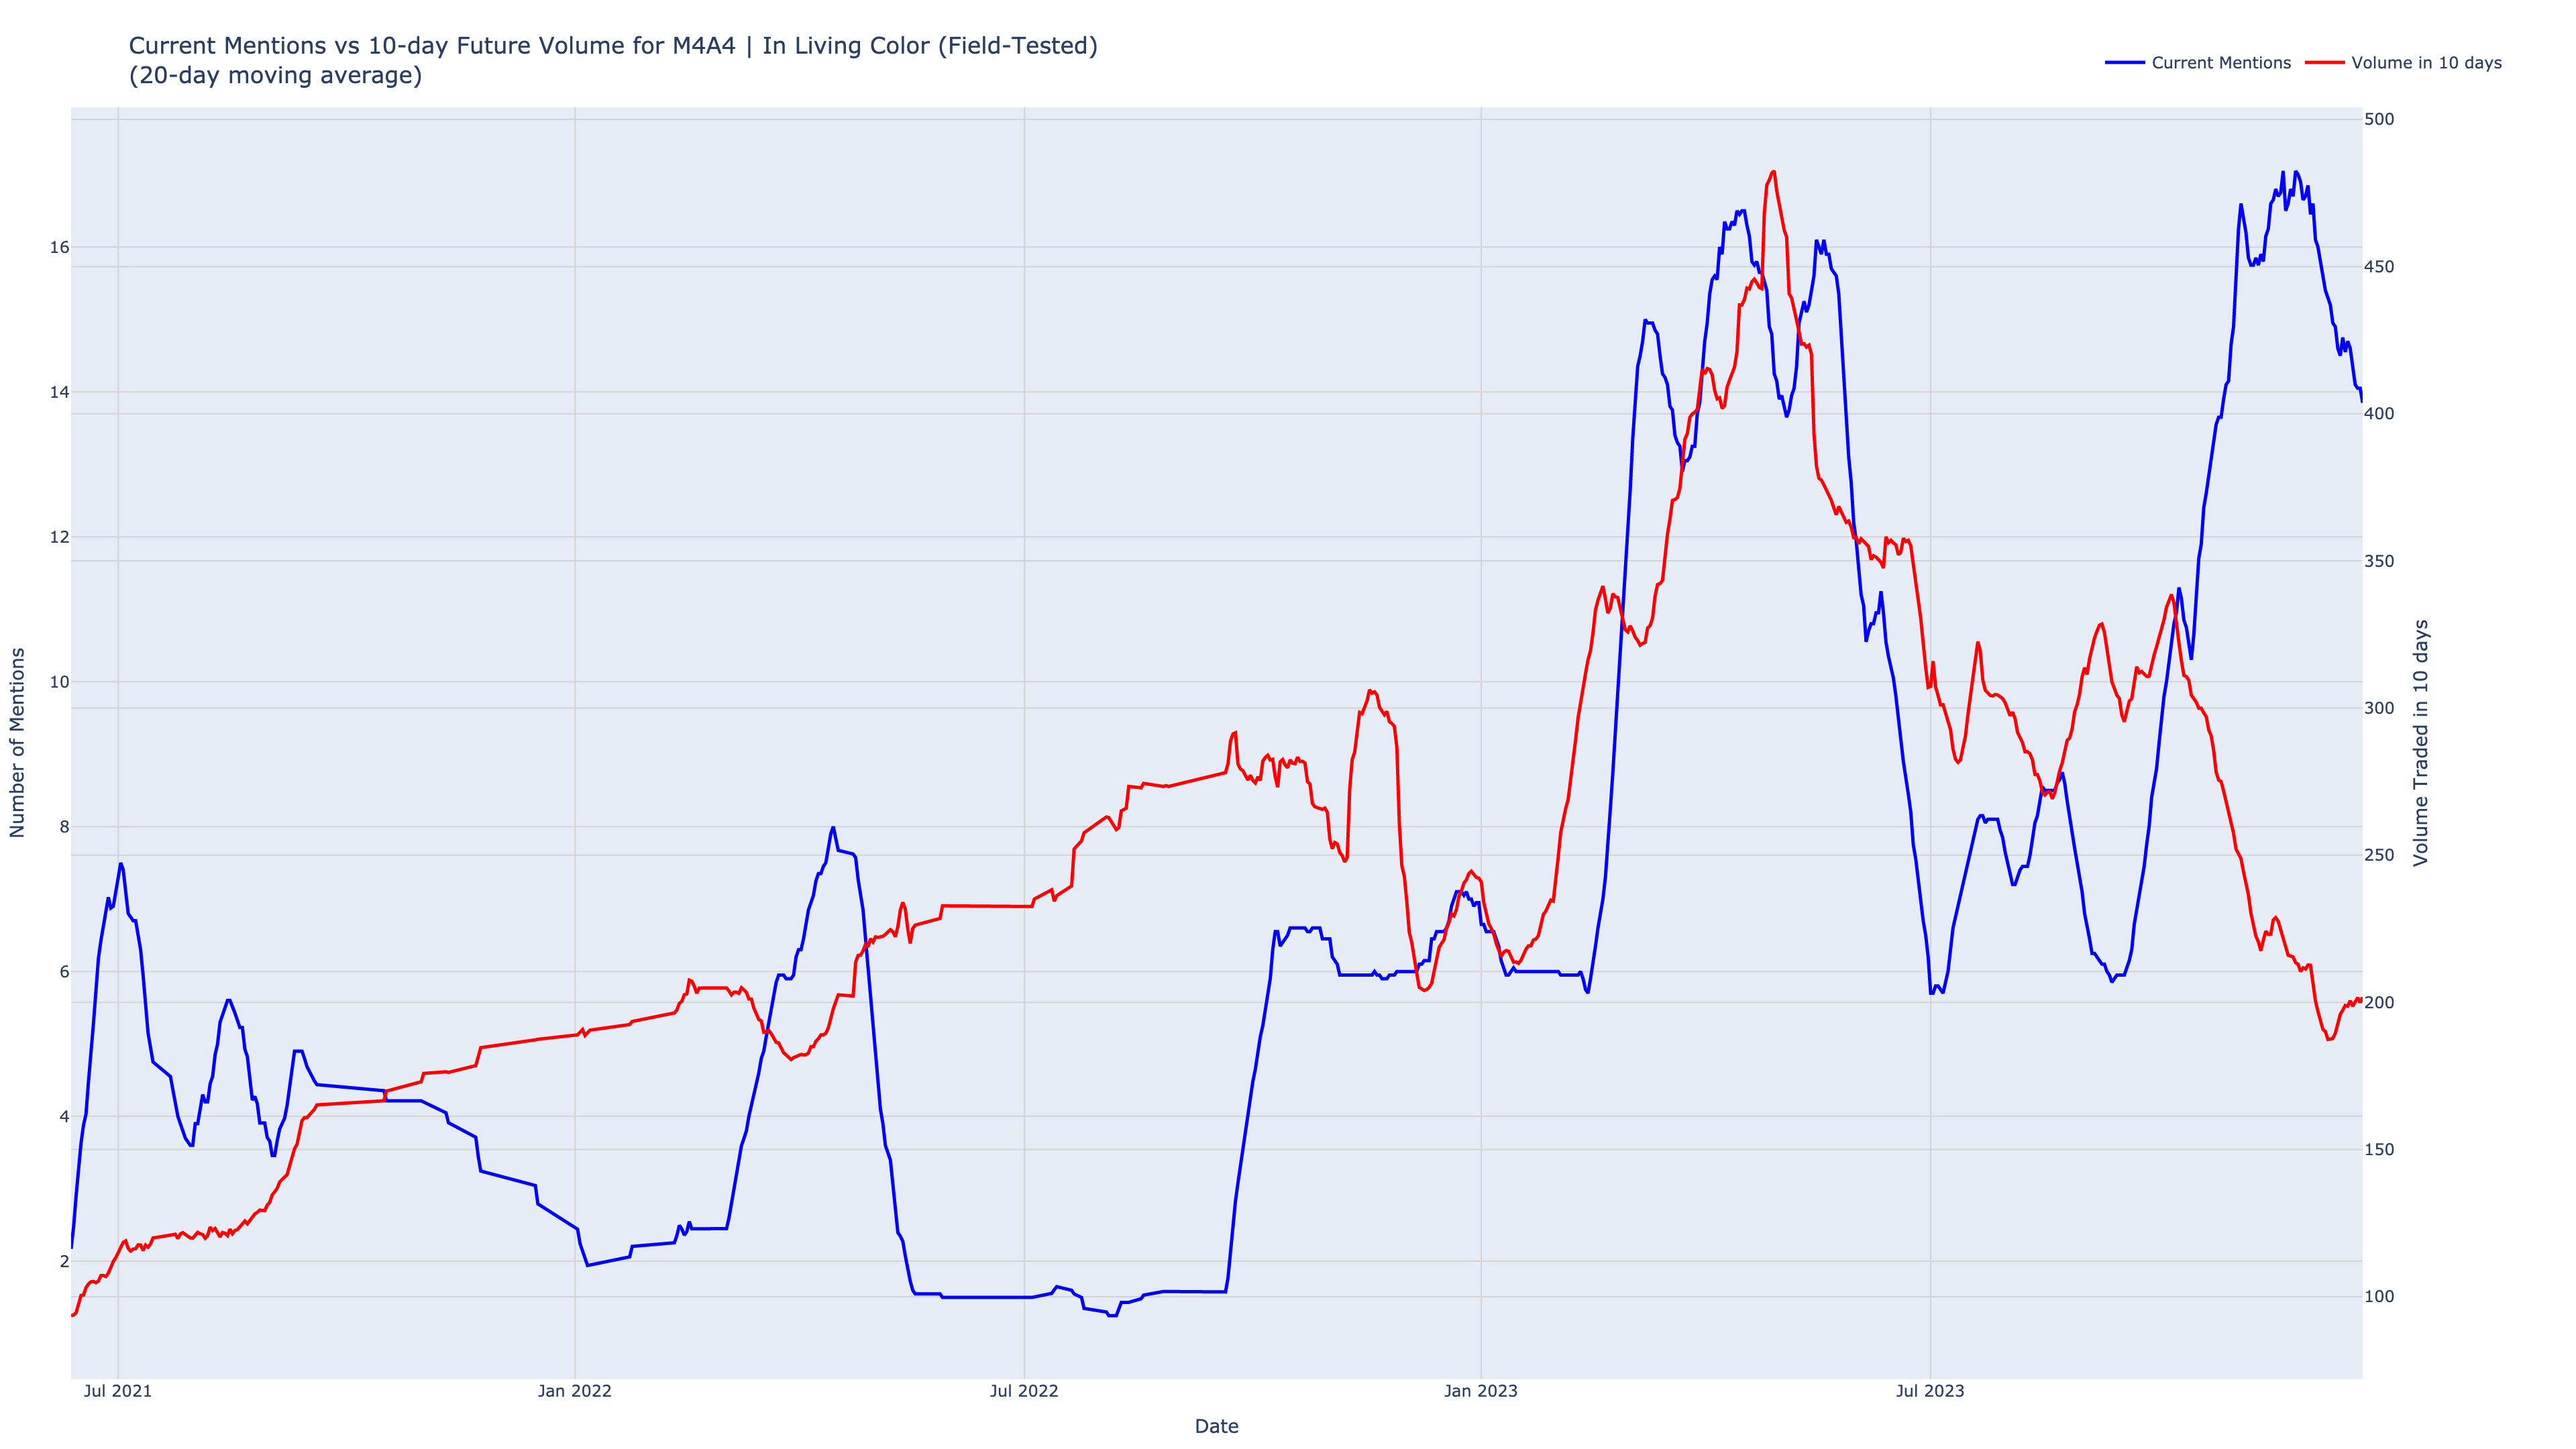 Current Mentions vs 10-day Future Volume for M4A4 | In Living Color (Field-Tested)
(20-day moving average)
Current Mentions
Volume in 10 days
500
16
450
14
400
12
350
10
300
8
250
6
200
4
150
2
100
Number of Mentions
Volume Traded in 10 days
Jul 2021
Jan 2022
Jul 2022
Jan 2023
Jul 2023
Date